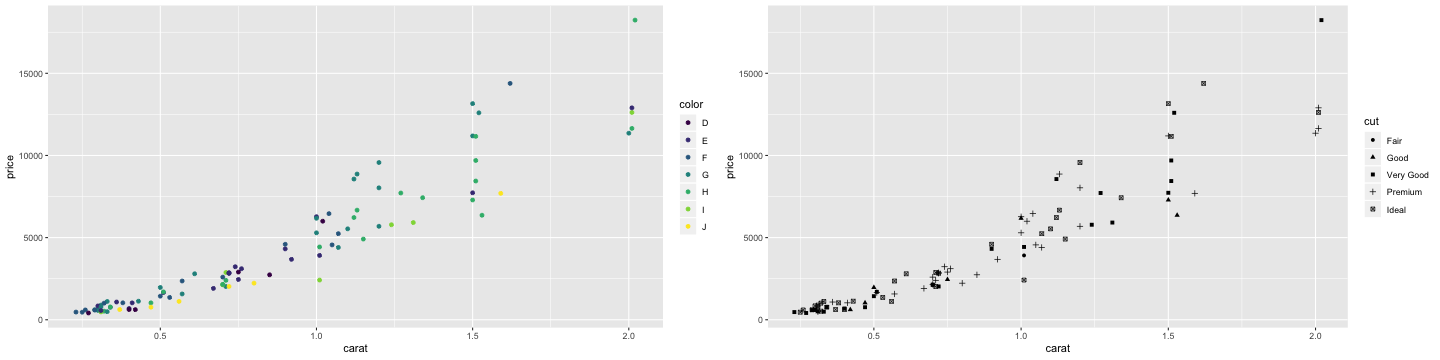 15000
10000
5000
0
price
0.5 1.0 1.5 2.0
carat
color
D
E
F
G
H
I
J
15000
10000
5000
0
price
0.5 1.0 1.5 2.0
carat
cut
Fair
Good
Very Good
Premium
Ideal